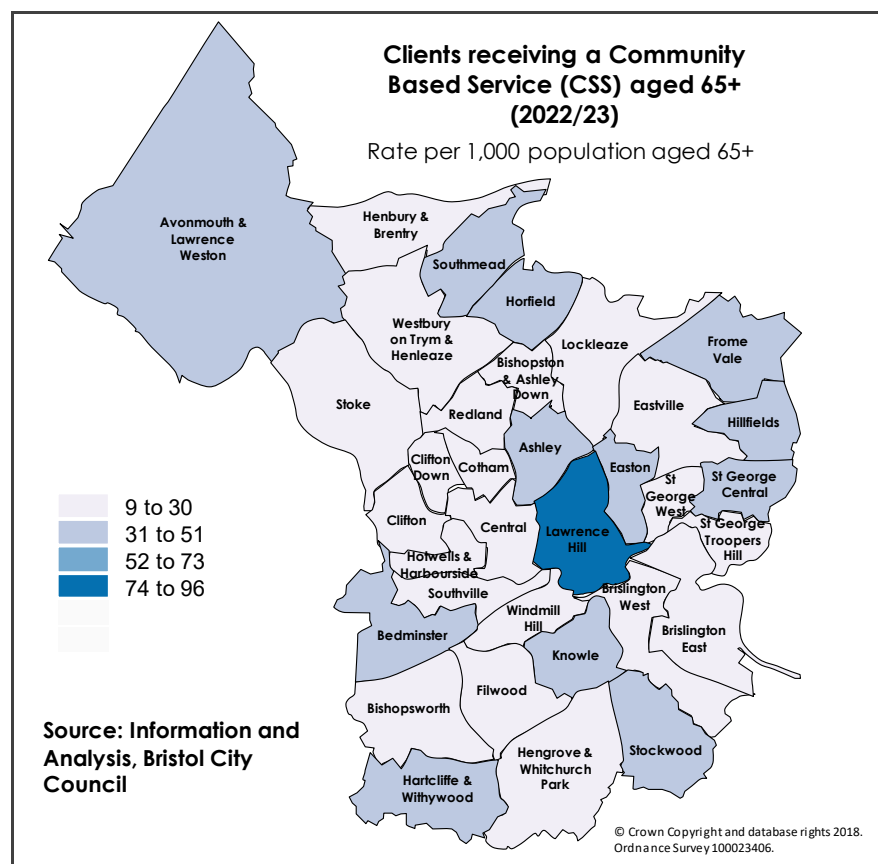 Clients receiving a Community
Based Service (CSS) aged 65+
(2022/23)
Rate per 1,000 population aged 65+
Avonmouth &
Lawrence
Weston
Henbury &
Brentry
Southmead
Horfield
Westbury
on Trym &
Henleaze
Lockleaze
Frome
Vale
Bishopston
& Ashley
Down
Stoke
Redland
Eastville
Hillfields
Ashley
Clifton
Down
Cotham
Easton
St
George
West
St George
Central
Clifton
Central
Lawrence
Hill
St George
Troopers
Hill
Hotwells &
Harbourside
Southville
Brislington
West
Windmill
Hill
Bedminster
Knowle
Brislington
East
Bishopsworth
Filwood
Hengrove &
Whitchurch
Park
Stockwood
Hartcliffe &
Withywood
9 to 30
31 to 51
52 to 73
74 to 96
Source: Information and
Analysis, Bristol City
Council
© Crown Copyright and database rights 2018.
Ordnance Survey 100023406.